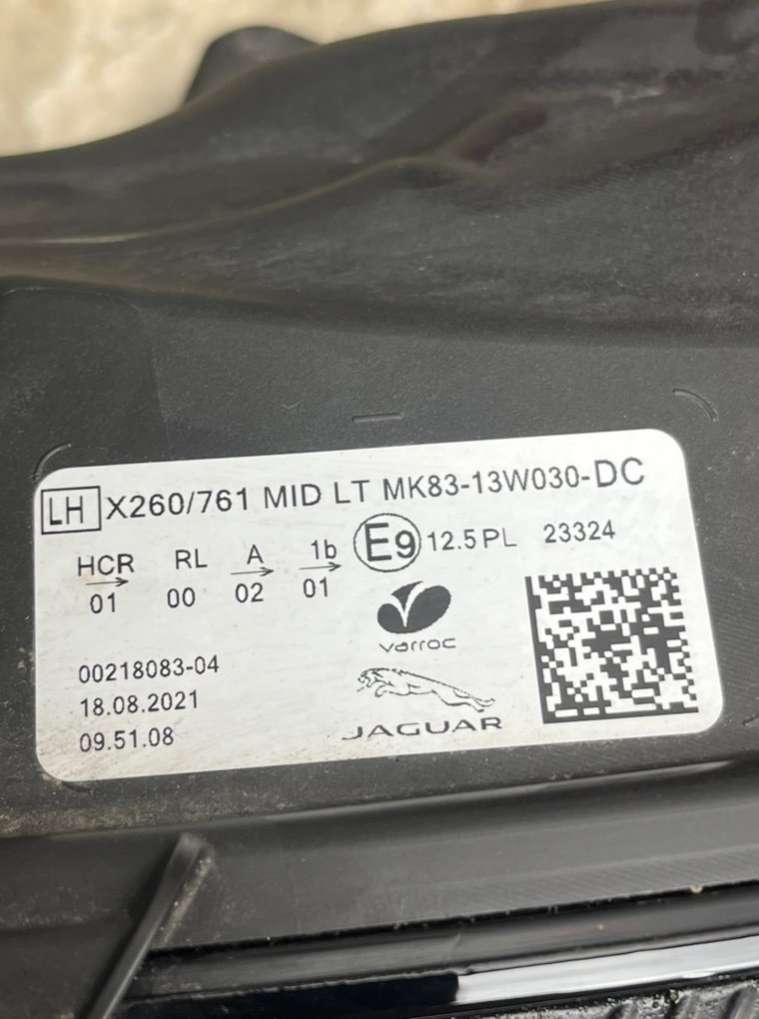 LH X260/761 MID LT MK83-13W030-DC
HCR RL A 1b E9 12.5 PL 23324
01 00 02 01
varroc
00218083-04
18.08.2021
09.51.08
JAGUAR